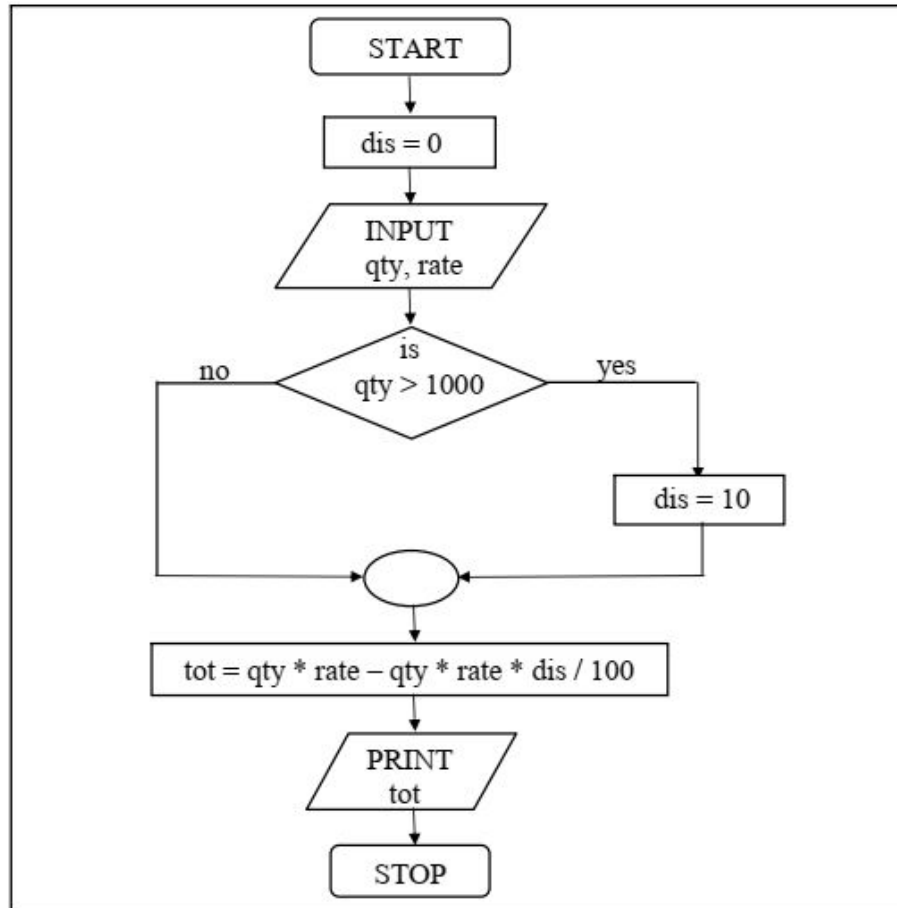 START
dis = 0
INPUT
qty, rate
is
no
qty > 1000
yes
dis = 10
tot = qty * rate – qty * rate * dis / 100
PRINT
tot
STOP